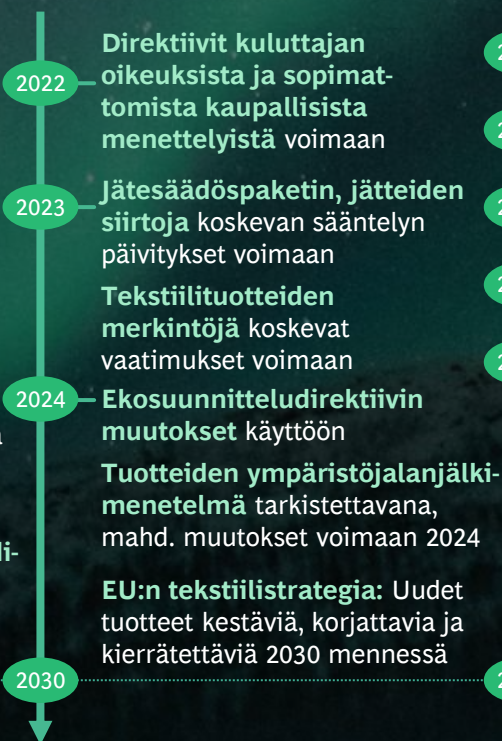 Direktiivit kuluttajan
2022 oikeuksista ja sopimat-
tomista kaupallisista
menettelyistä voimaan
2023 Jätesäädöspaketin, jätteiden
siirtoja koskevan sääntelyn
päivitykset voimaan
Tekstiilituotteiden
merkintöjä koskevat
vaatimukset voimaan
2024 Ekosuunnitteludirektiivin
muutokset käyttöön
Tuotteiden ympäristöjalanjälki-
menetelmä tarkistettavana,
mahd. muutokset voimaan 2024
EU:n tekstiilistrategia: Uudet
tuotteet kestäviä, korjattavia ja
kierrätettäviä 2030 mennessä
2030